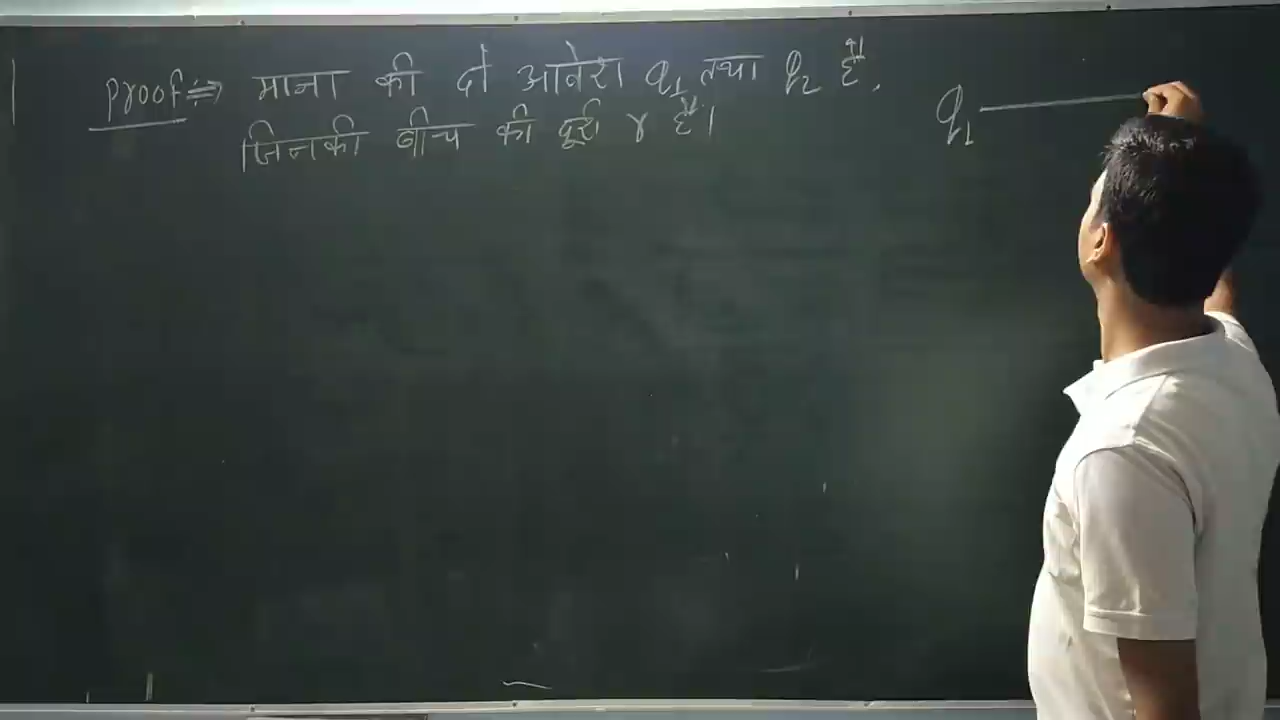 Proof :⇒ माना की दो आवेश q₁ तथा q₂ हैं,
जिनकी बीच की दूरी r हैं।
q₁